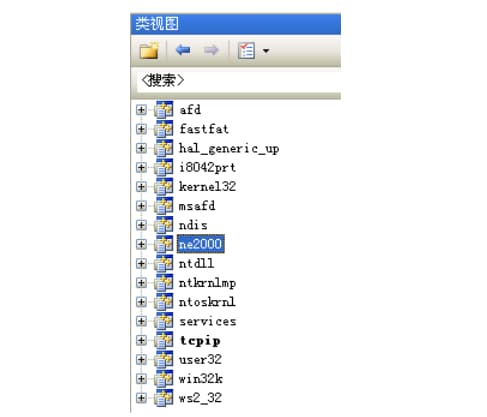 类视图
<搜索>
afd
fastfat
hal_generic_up
i8042prt
kernel32
msafd
ndis
ne2000
ntdll
ntkrnlmp
ntoskrnl
services
tcpip
user32
win32k
ws2_32